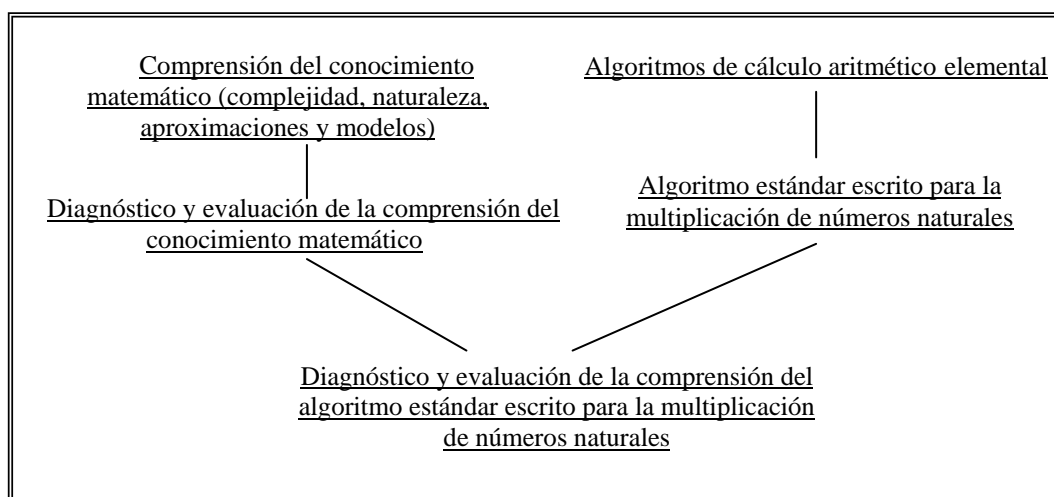 Comprensión del conocimiento
matemático (complejidad, naturaleza,
aproximaciones y modelos)
Algoritmos de cálculo aritmético elemental
Diagnóstico y evaluación de la comprensión del
conocimiento matemático
Algoritmo estándar escrito para la
multiplicación de números naturales
Diagnóstico y evaluación de la comprensión del
algoritmo estándar escrito para la multiplicación
de números naturales